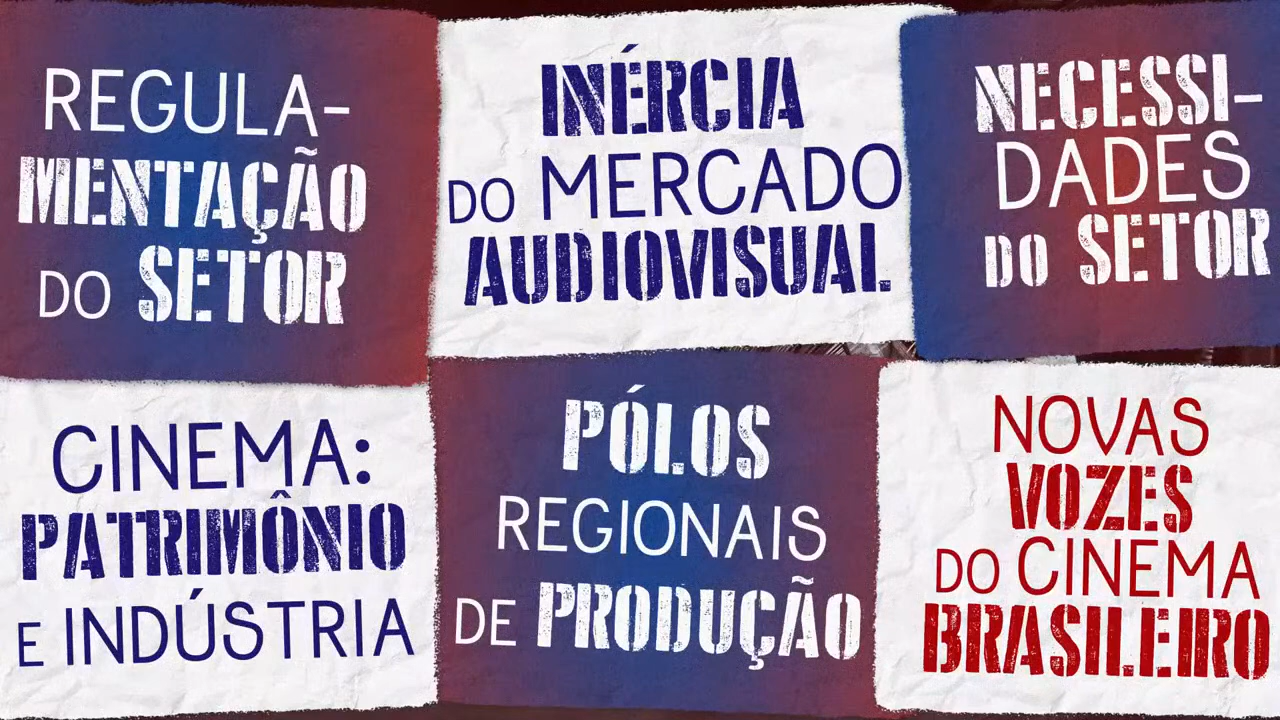 REGULA-
MENTAÇÃO
DO SETOR
INÉRCIA
DO MERCADO
AUDIOVISUAL
NECESSI-
DADES
DO SETOR
CINEMA:
PATRIMÔNIO
E INDÚSTRIA
PÓLOS
REGIONAIS
DE PRODUÇÃO
NOVAS
VOZES
DO CINEMA
BRASILEIRO